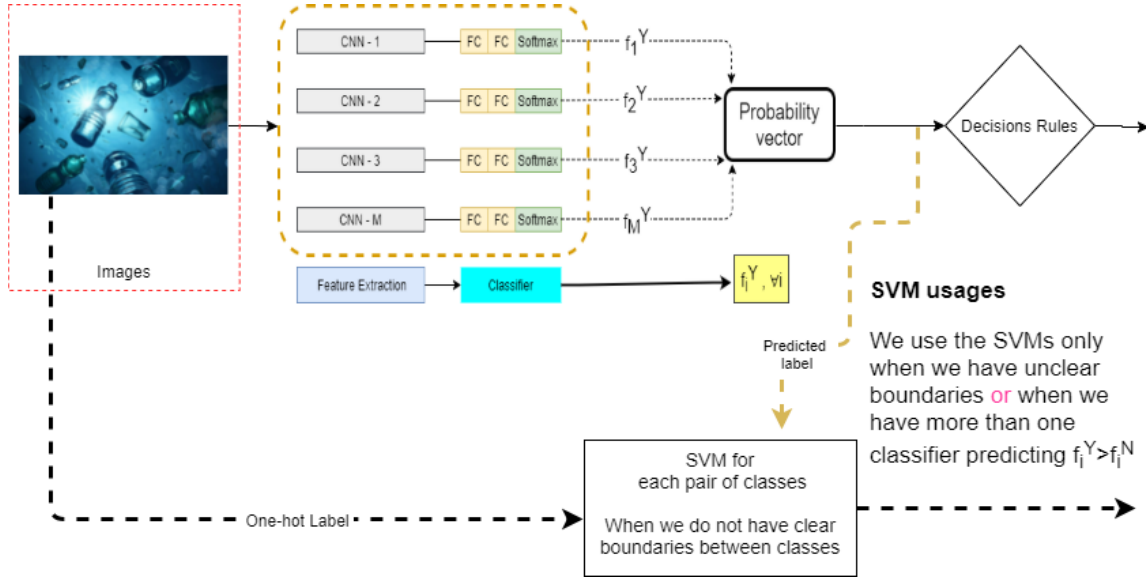 CNN - 1
FC
FC
Softmax
f₁ʸ
CNN - 2
FC
FC
Softmax
f₂ʸ
CNN - 3
FC
FC
Softmax
f₃ʸ
CNN - M
FC
FC
Softmax
f_Mʸ
Probability
vector
Decisions Rules
Images
Feature Extraction
Classifier
fᵢʸ , ∀i
SVM usages
We use the SVMs only
when we have unclear
boundaries or when we
have more than one
classifier predicting fᵢʸ>fᵢᴺ
Predicted
label
SVM for
each pair of classes
When we do not have clear
boundaries between classes
One-hot Label